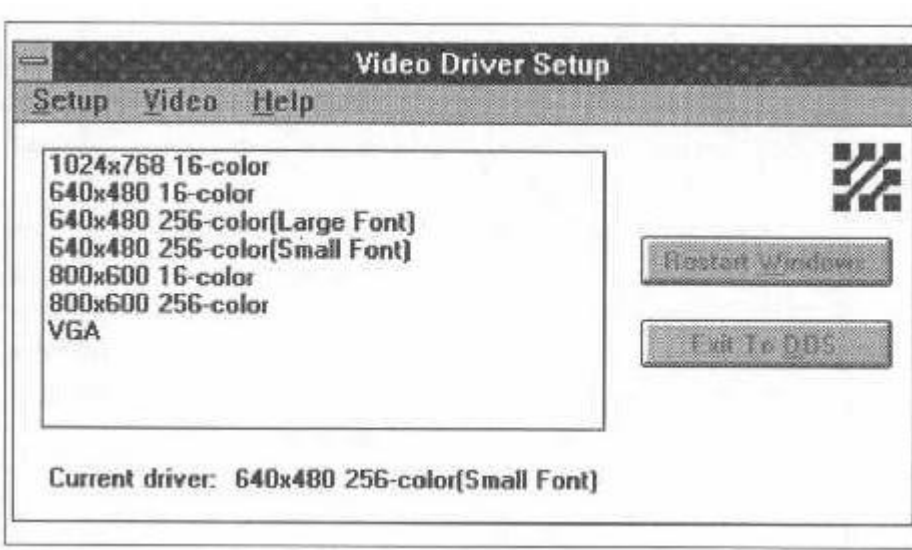 Video Driver Setup
Setup Video Help
1024x768 16-color
640x480 16-color
640x480 256-color(Large Font)
640x480 256-color(Small Font)
800x600 16-color
800x600 256-color
VGA
Restart Windows
Exit To DOS
Current driver: 640x480 256-color(Small Font)